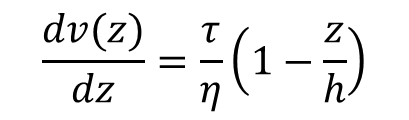 dv(z)/dz = τ/η (1 − z/h)